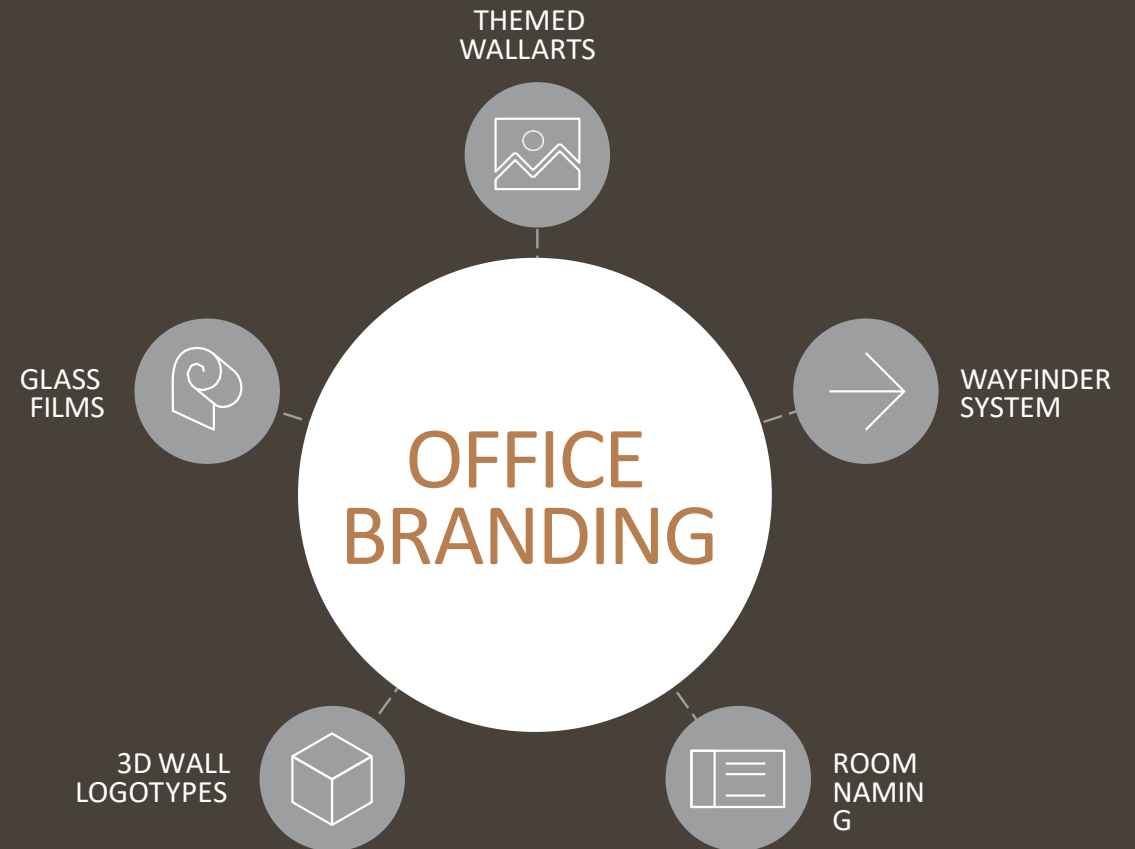 THEMED
WALLARTS
GLASS
FILMS
WAYFINDER
SYSTEM
OFFICE
BRANDING
3D WALL
LOGOTYPES
ROOM
NAMIN
G